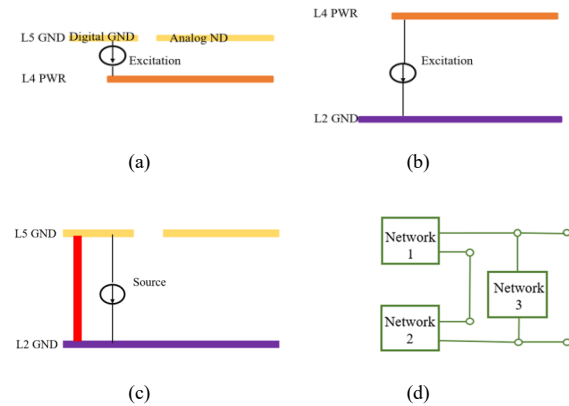 L5 GND Digital GND Analog ND
Excitation
L4 PWR
(a)
L4 PWR
Excitation
L2 GND
(b)
L5 GND
Source
L2 GND
(c)
Network
1
Network
3
Network
2
(d)